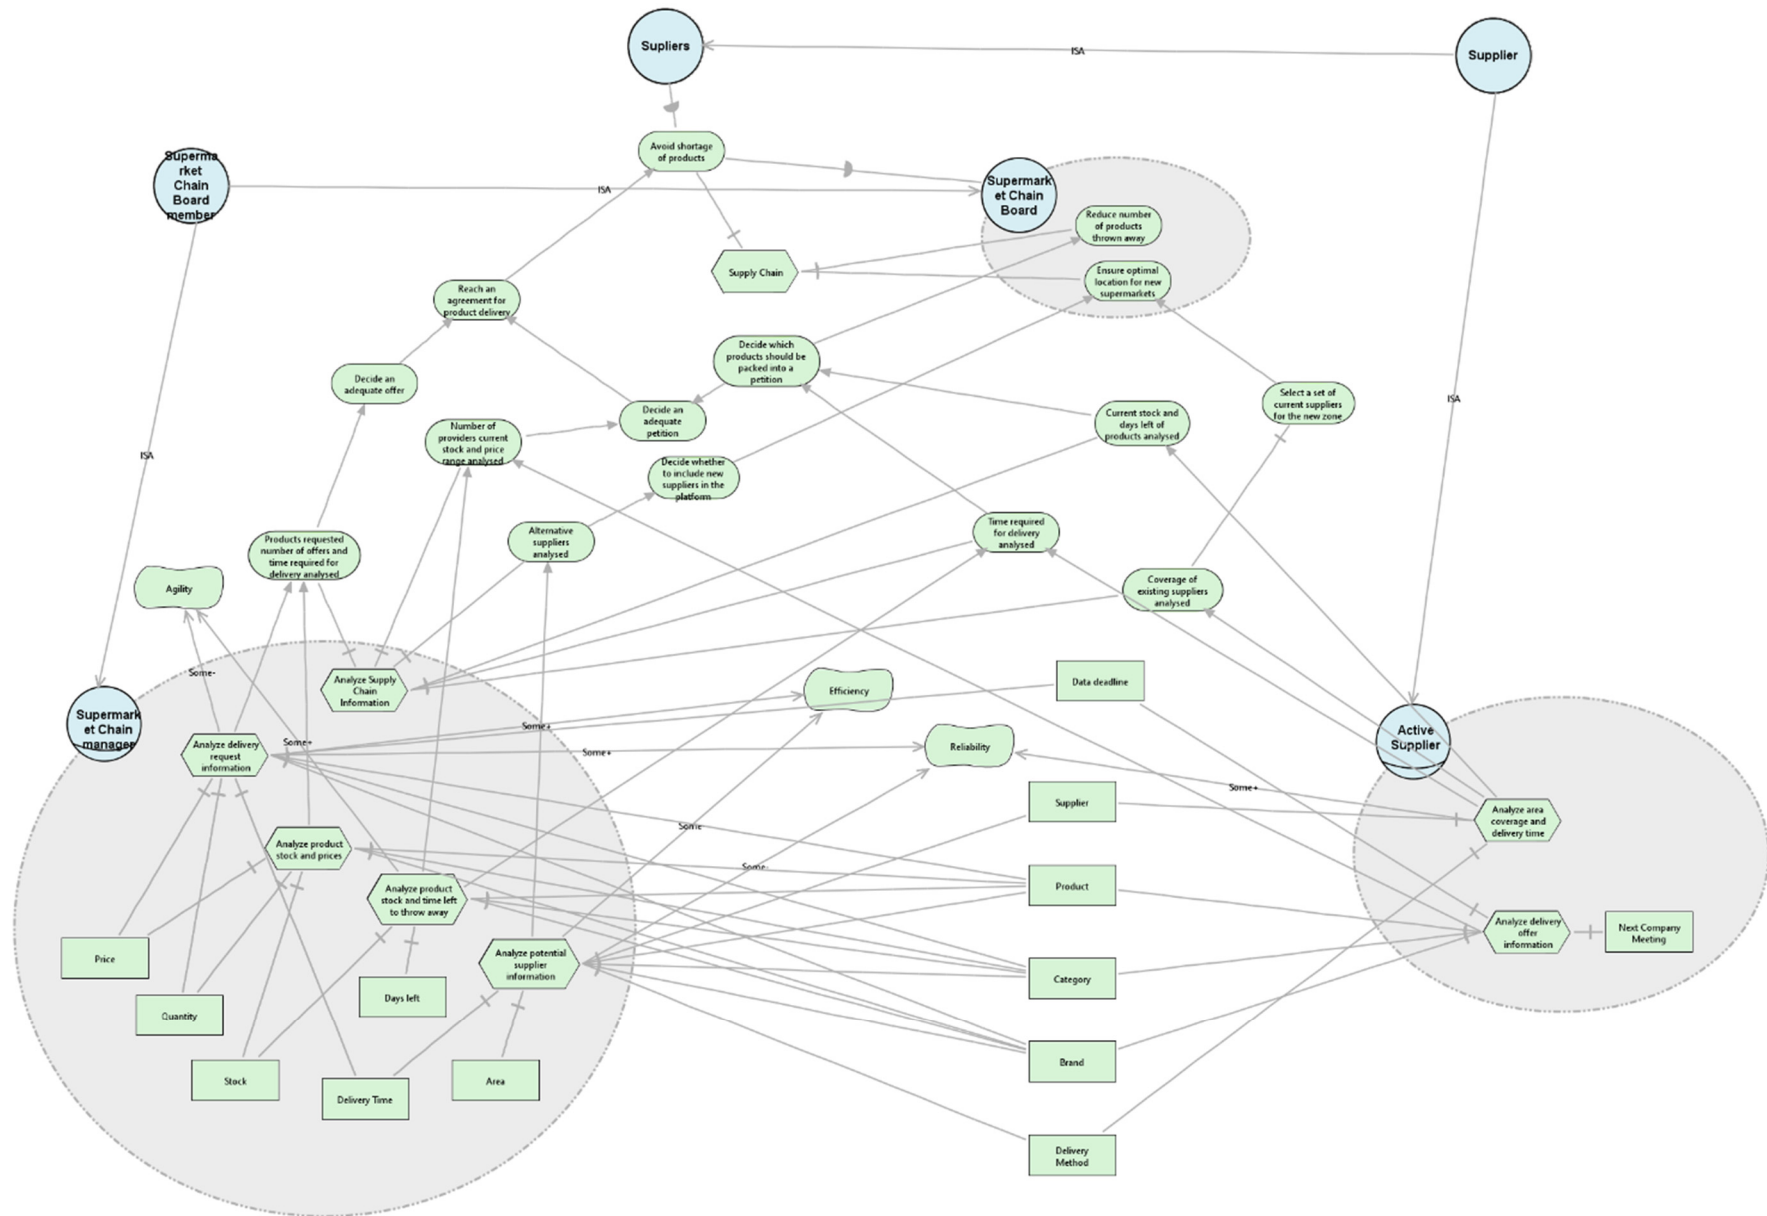 Supliers
ISA
Supplier
Superma
rket
Chain
Board
member
Avoid shortage
of products
ISA
Supermark
et Chain
Board
Reduce number
of products
thrown away
Supply Chain
Ensure optimal
location for new
supermarkets
Reach an
agreement for
product delivery
Decide which
products should be
packed into a
petition
Decide an
adequate offer
Number of
providers current
stock and price
range analysed
Decide an
adequate
petition
Current stock and
days left of
products analysed
Select a set of
current suppliers
for the new zone
ISA
ISA
Decide whether
to include new
suppliers in the
platform
Products requested
number of offers and
time required for
delivery analysed
Alternative
suppliers
analysed
Time required
for delivery
analysed
Coverage of
existing suppliers
analysed
Agility
Some-
Analyze Supply
Chain
Information
Efficiency
Data deadline
Supermark
et Chain
manager
Some+
Some+
Some+
Analyze delivery
request
information
Reliability
Active
Supplier
Some+
Supplier
Analyze area
coverage and
delivery time
Some-
Analyze product
stock and prices
Some-
Analyze product
stock and time left
to throw away
Product
Analyze delivery
offer
information
Next Company
Meeting
Price
Analyze potential
supplier
information
Category
Days left
Quantity
Brand
Stock
Delivery Time
Area
Delivery
Method